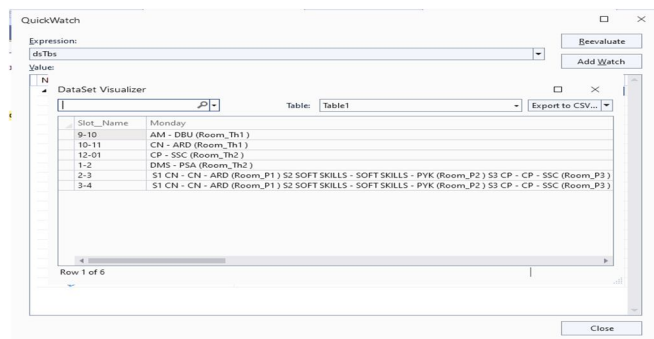 QuickWatch
Expression:
Reevaluate
dsTbs
Add Watch
Value:
N
DataSet Visualizer
Table: Table1 Export to CSV...
Slot__Name Monday
9-10 AM - DBU (Room_Th1 )
10-11 CN - ARD (Room_Th1 )
12-01 CP - SSC (Room_Th2 )
1-2 DMS - PSA (Room_Th2 )
2-3 S1 CN - CN - ARD (Room_P1 ) S2 SOFT SKILLS - SOFT SKILLS - PYK (Room_P2 ) S3 CP - CP - SSC (Room_P3 )
3-4 S1 CN - CN - ARD (Room_P1 ) S2 SOFT SKILLS - SOFT SKILLS - PYK (Room_P2 ) S3 CP - CP - SSC (Room_P3 )
Row 1 of 6
Close